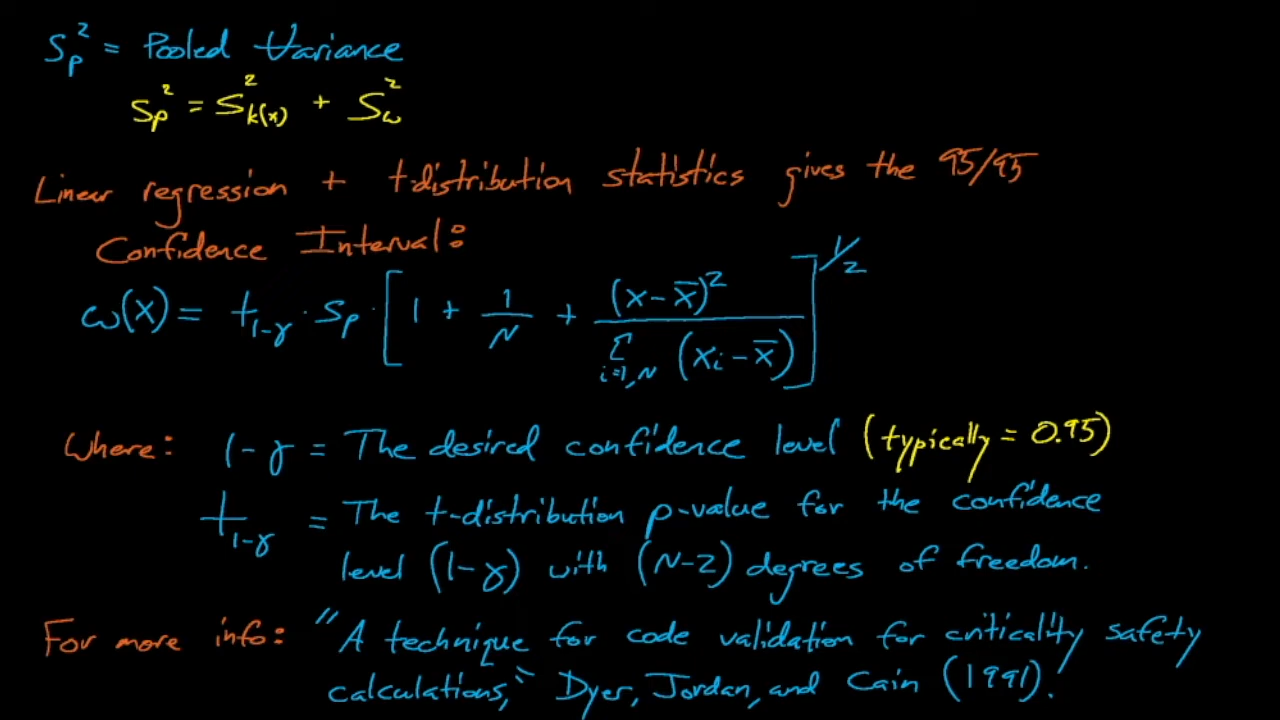 Sp² = Pooled Variance
Sp² = S²k(x) + S²w
Linear regression + t-distribution statistics gives the 95/95
Confidence Interval:
ω(x) = t1-γ · Sp · [1 + 1/N + (x-x̄)² / Σi=1,N (xi-x̄)]^1/2
Where: 1-γ = The desired confidence level (typically = 0.95)
t1-γ = The t-distribution p-value for the confidence
level (1-γ) with (N-2) degrees of freedom.
For more info: "A technique for code validation for criticality safety
calculations," Dyer, Jordan, and Cain (1991).